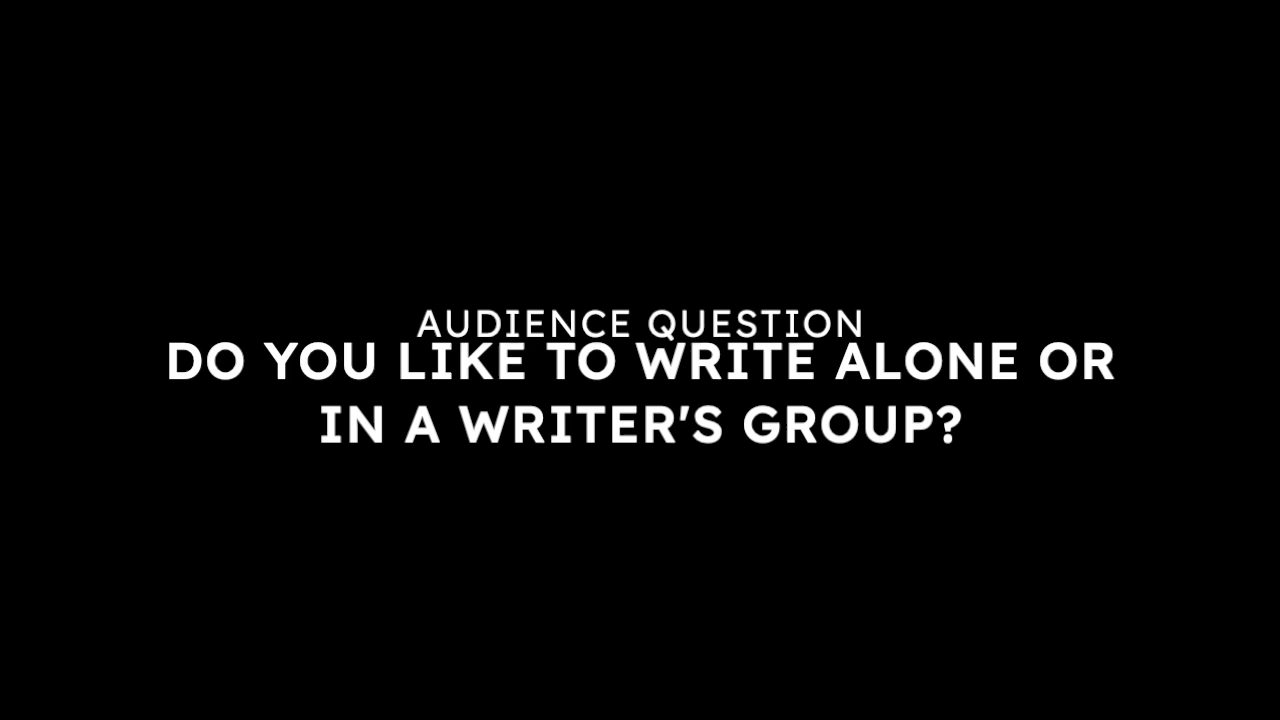 AUDIENCE QUESTION
DO YOU LIKE TO WRITE ALONE OR
IN A WRITER'S GROUP?